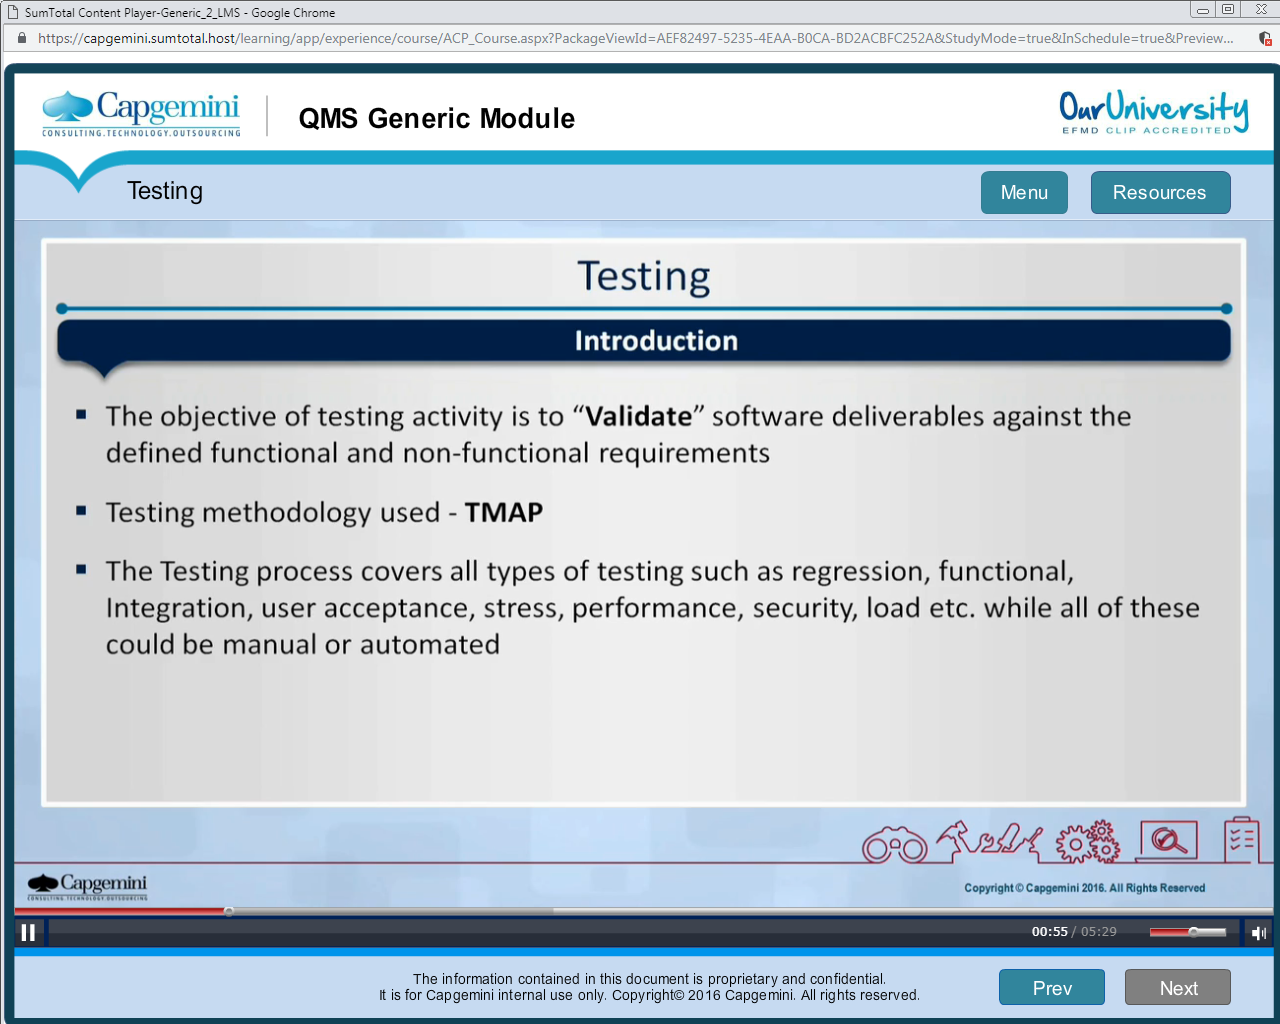 SumTotal Content Player-Generic_2_LMS - Google Chrome
https://capgemini.sumtotal.host/learning/app/experience/course/ACP_Course.aspx?PackageViewId=AEF82497-5235-4EAA-B0CA-BD2ACBFC252A&StudyMode=true&InSchedule=true&Preview...
Capgemini
CONSULTING.TECHNOLOGY.OUTSOURCING
QMS Generic Module
OurUniversity
EFMD CLIP ACCREDITED
Testing
Menu
Resources
Testing
Introduction
▪ The objective of testing activity is to “Validate” software deliverables against the
defined functional and non-functional requirements
▪ Testing methodology used - TMAP
▪ The Testing process covers all types of testing such as regression, functional,
Integration, user acceptance, stress, performance, security, load etc. while all of these
could be manual or automated
Capgemini
CONSULTING.TECHNOLOGY.OUTSOURCING
Copyright © Capgemini 2016. All Rights Reserved
00:55 / 05:29
The information contained in this document is proprietary and confidential.
It is for Capgemini internal use only. Copyright© 2016 Capgemini. All rights reserved.
Prev
Next